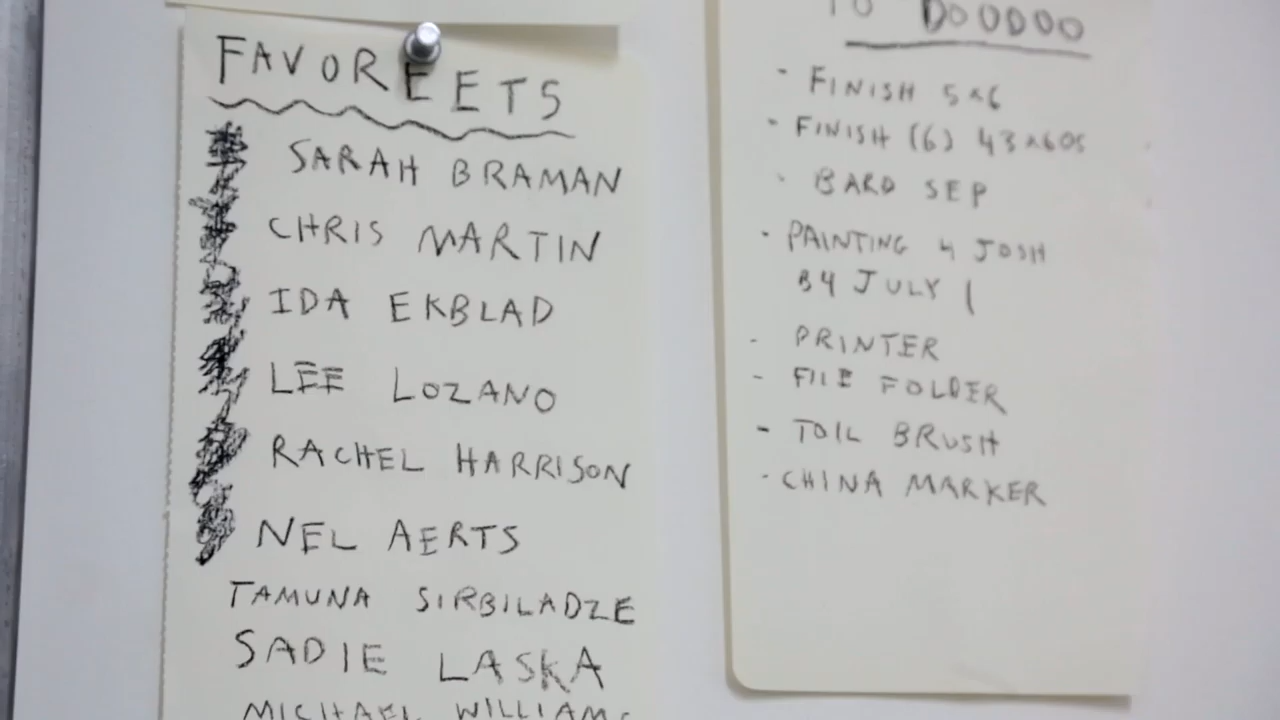 FAVOREETS
SARAH BRAMAN
CHRIS MARTIN
IDA EKBLAD
LEE LOZANO
RACHEL HARRISON
NEL AERTS
TAMUNA SIRBILADZE
SADIE LASKA
MICHAEL WILLIAMS
TO DOODOO
- FINISH 5x6
- FINISH (6) 43x60s
- BARD SEP
- PAINTING 4 JOSH
B4 JULY 1
- PRINTER
- FILE FOLDER
- TOIL BRUSH
- CHINA MARKER